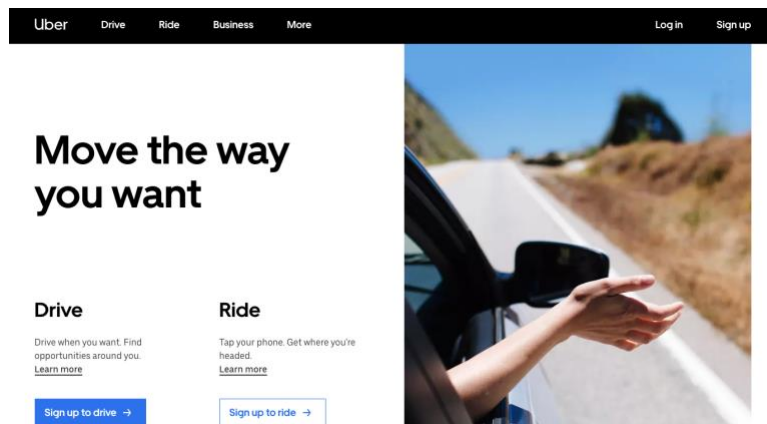 Uber Drive Ride Business More Log in Sign up
Move the way
you want
Drive
Drive when you want. Find
opportunities around you.
Learn more
Sign up to drive →
Ride
Tap your phone. Get where you're
headed.
Learn more
Sign up to ride →